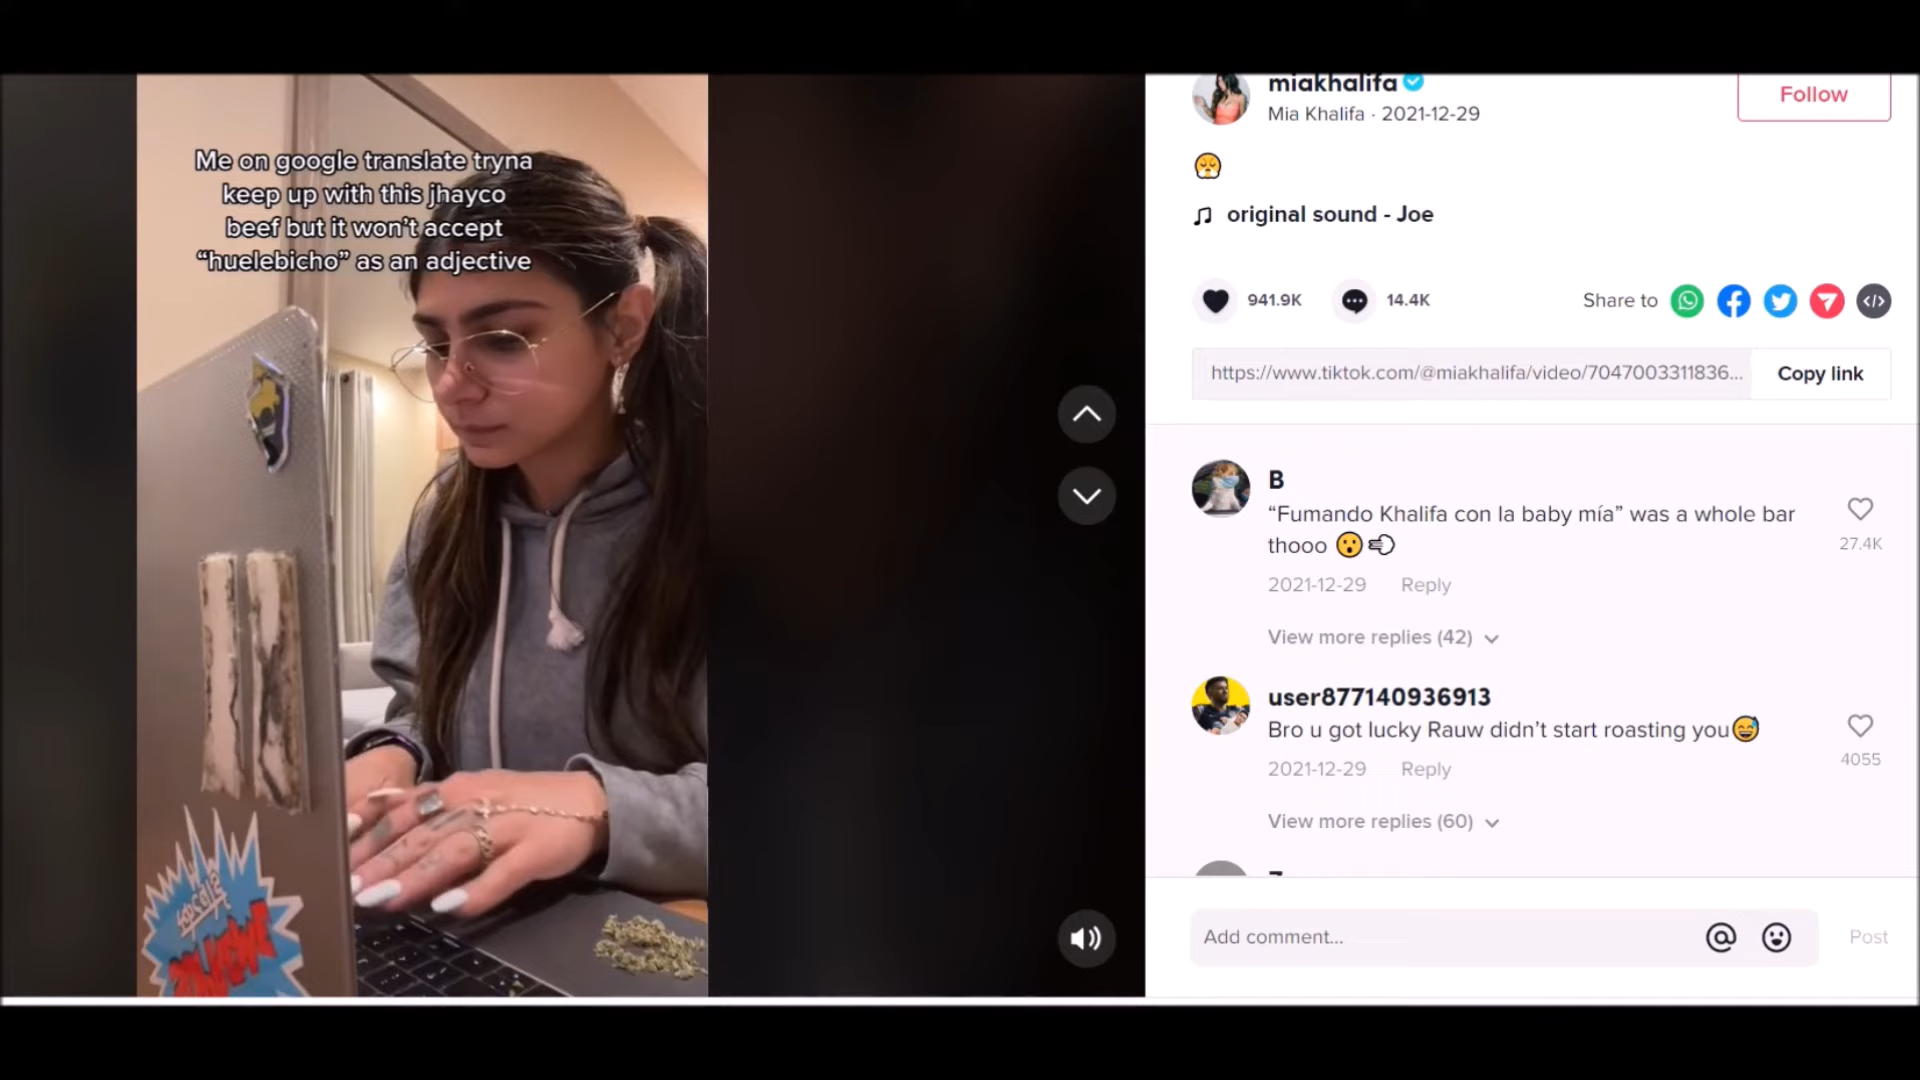 Me on google translate tryna
keep up with this jhayco
beef but it won't accept
“huelebicho” as an adjective
miakhalifa
Mia Khalifa · 2021-12-29
Follow
original sound - Joe
941.9K
14.4K
Share to
https://www.tiktok.com/@miakhalifa/video/7047003311836...
Copy link
B
“Fumando Khalifa con la baby mía” was a whole bar
thooo
27.4K
2021-12-29 Reply
View more replies (42)
user877140936913
Bro u got lucky Rauw didn't start roasting you
4055
2021-12-29 Reply
View more replies (60)
Add comment...
Post